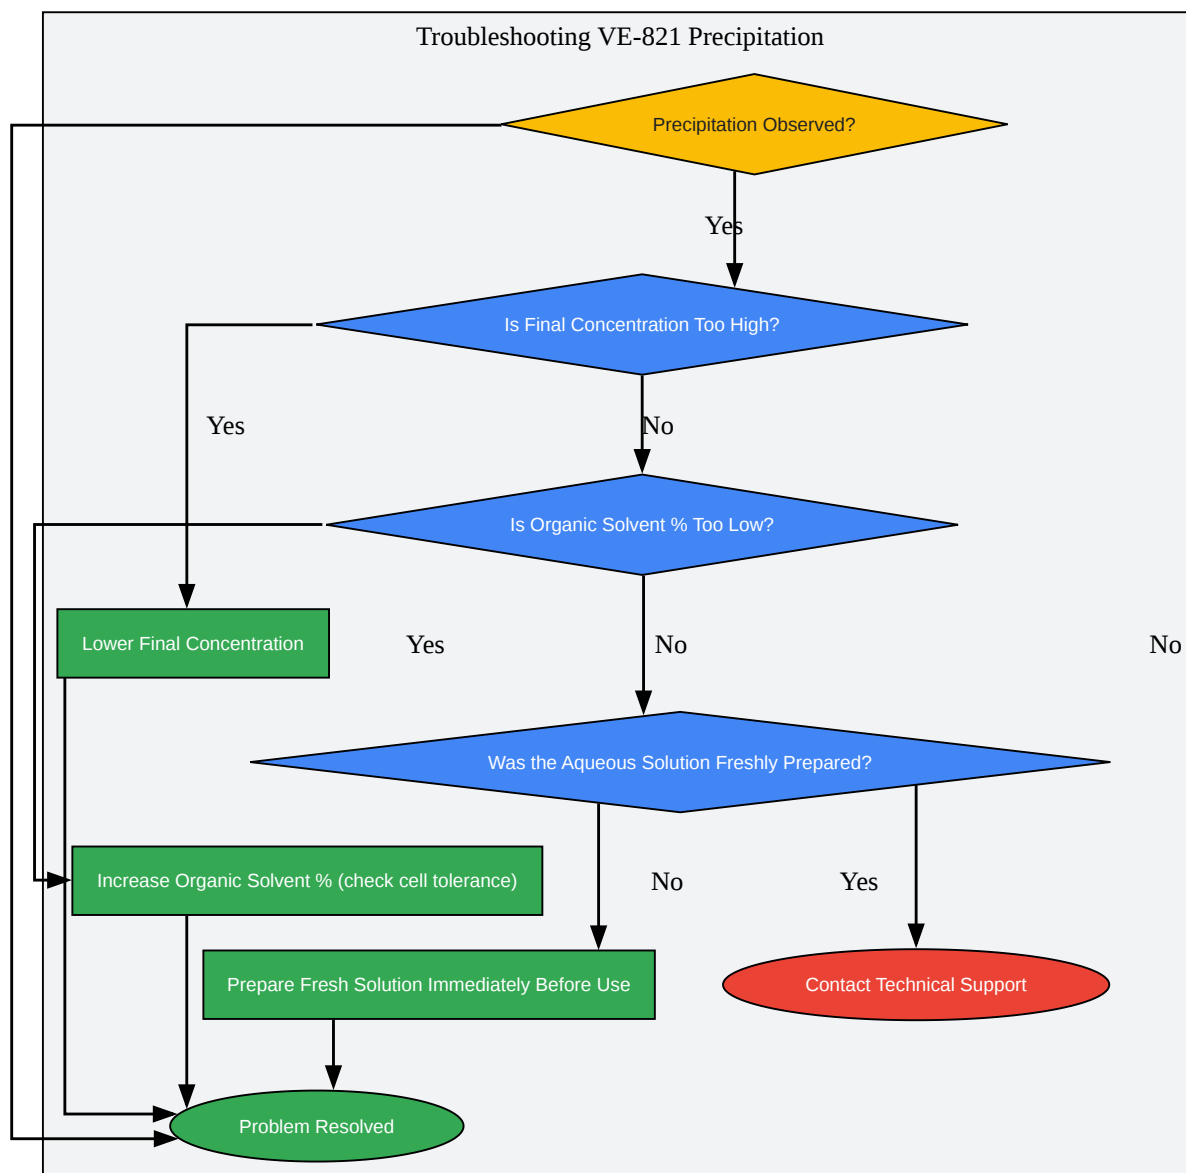 Troubleshooting VE-821 Precipitation
Precipitation Observed?
Yes
Is Final Concentration Too High?
Yes
No
Is Organic Solvent % Too Low?
Lower Final Concentration
Yes
No
No
Was the Aqueous Solution Freshly Prepared?
Increase Organic Solvent % (check cell tolerance)
No
Yes
Prepare Fresh Solution Immediately Before Use
Contact Technical Support
Problem Resolved